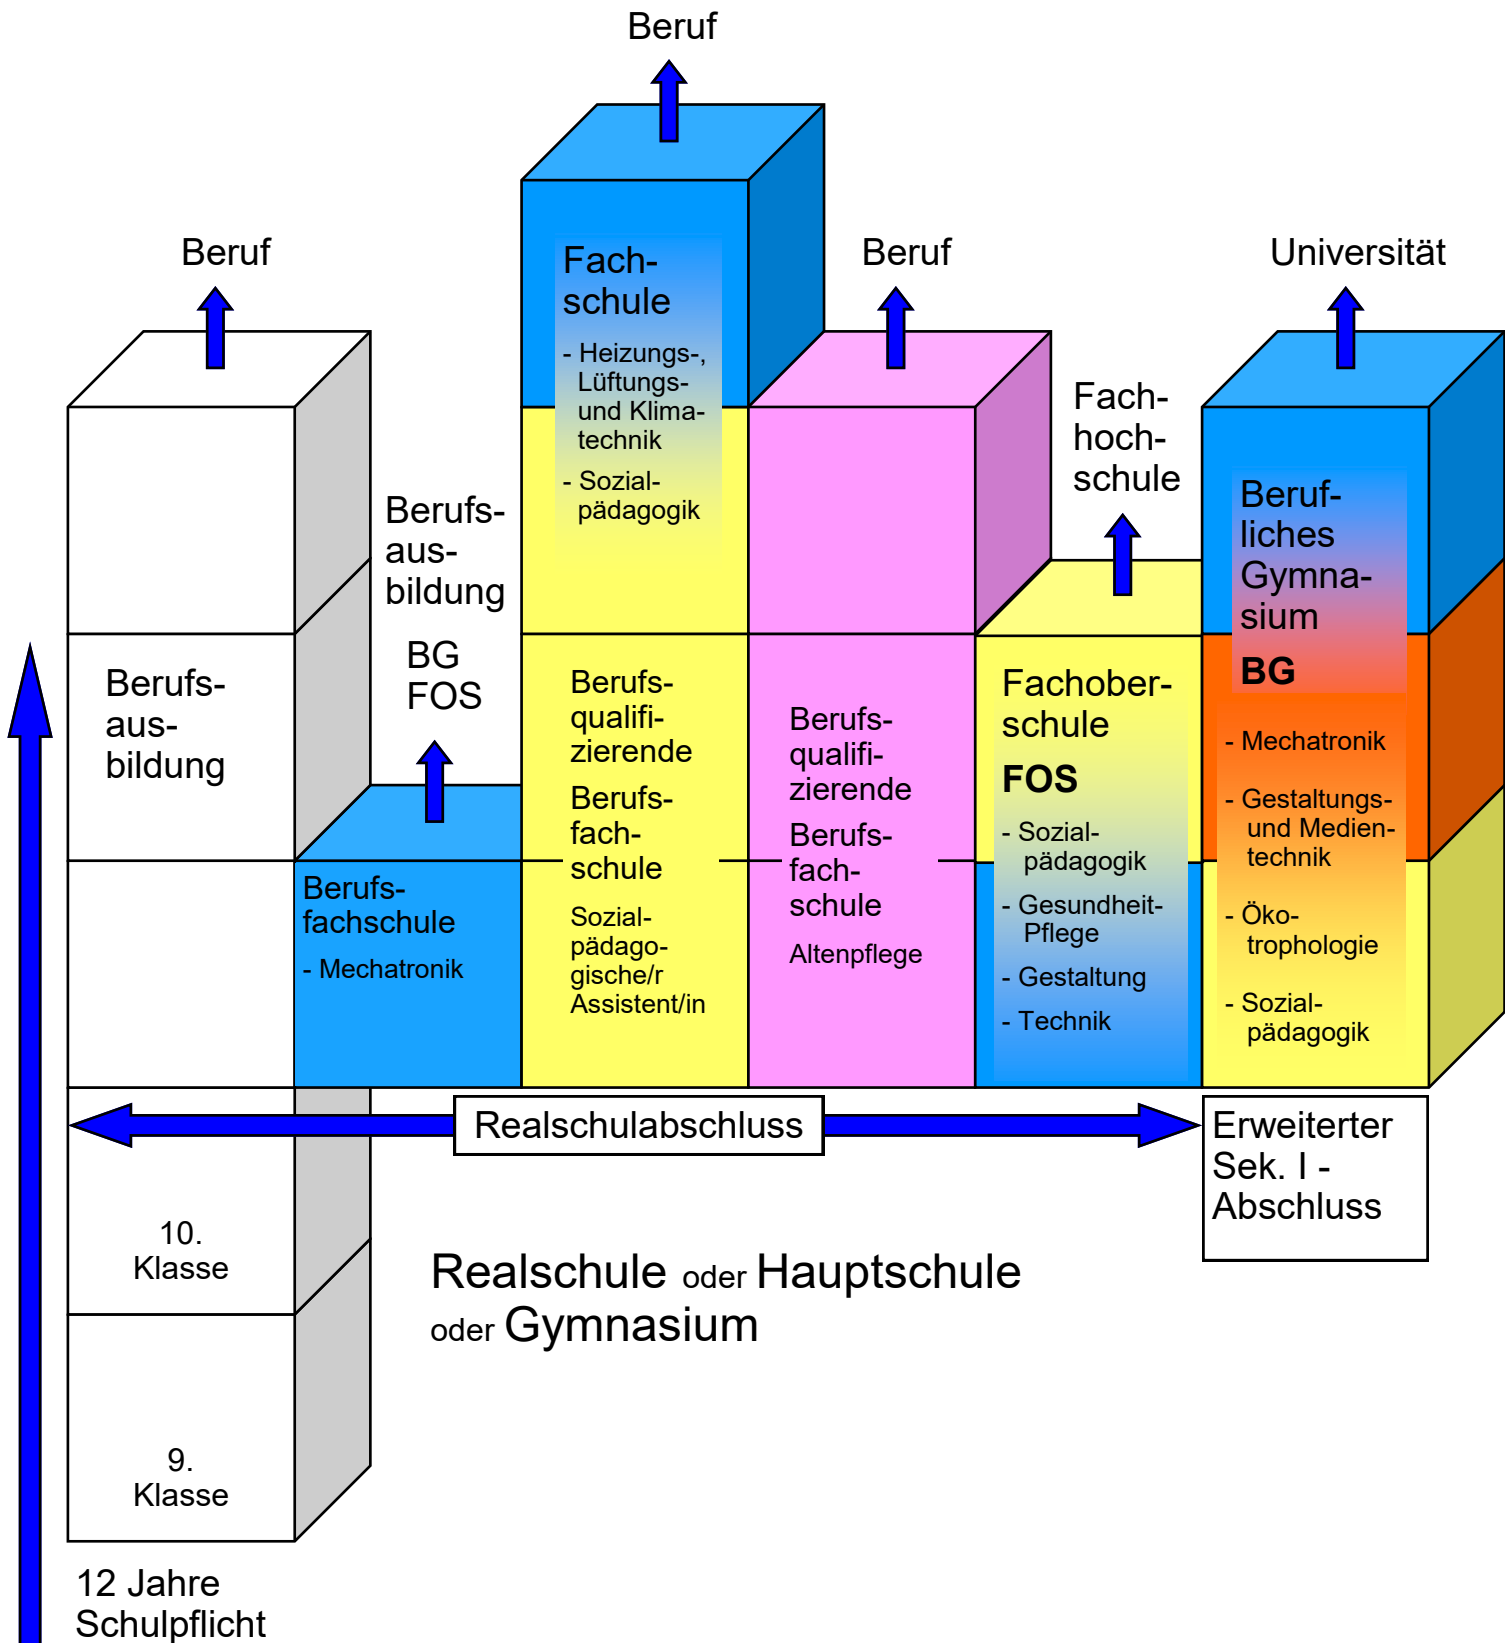 Beruf
Beruf
Fach-
schule
- Heizungs-,
Lüftungs-
und Klima-
technik
- Sozial-
pädagogik
Beruf
Universität
Fach-
hoch-
schule
Berufs-
aus-
bildung
BG
FOS
Berufs-
aus-
bildung
Berufs-
fachschule
- Mechatronik
Berufs-
qualifi-
zierende
Berufs-
fach-
schule
Sozial-
pädago-
gische/r
Assistent/in
Berufs-
qualifi-
zierende
Berufs-
fach-
schule
Altenpflege
Fachober-
schule
FOS
- Sozial-
pädagogik
- Gesundheit-
Pflege
- Gestaltung
- Technik
Beruf-
liches
Gymna-
sium
BG
- Mechatronik
- Gestaltungs-
und Medien-
technik
- Öko-
trophologie
- Sozial-
pädagogik
Realschulabschluss
Erweiterter
Sek. I -
Abschluss
10.
Klasse
Realschule oder Hauptschule
oder Gymnasium
9.
Klasse
12 Jahre
Schulpflicht